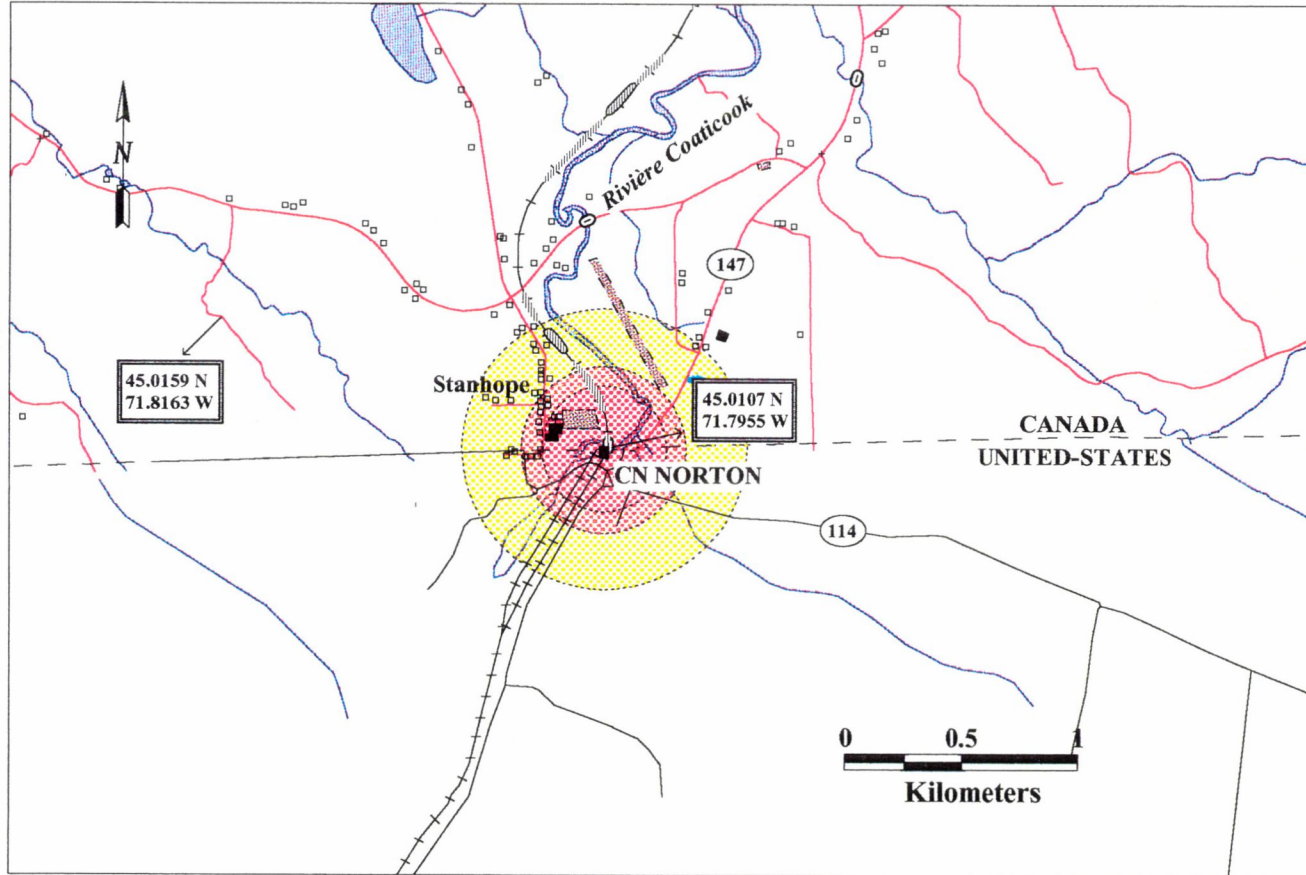 N
Rivière Coaticook
147
45.0159 N
71.8163 W
Stanhope
45.0107 N
71.7955 W
CANADA
UNITED-STATES
CN NORTON
114
0 0.5 1
Kilometers